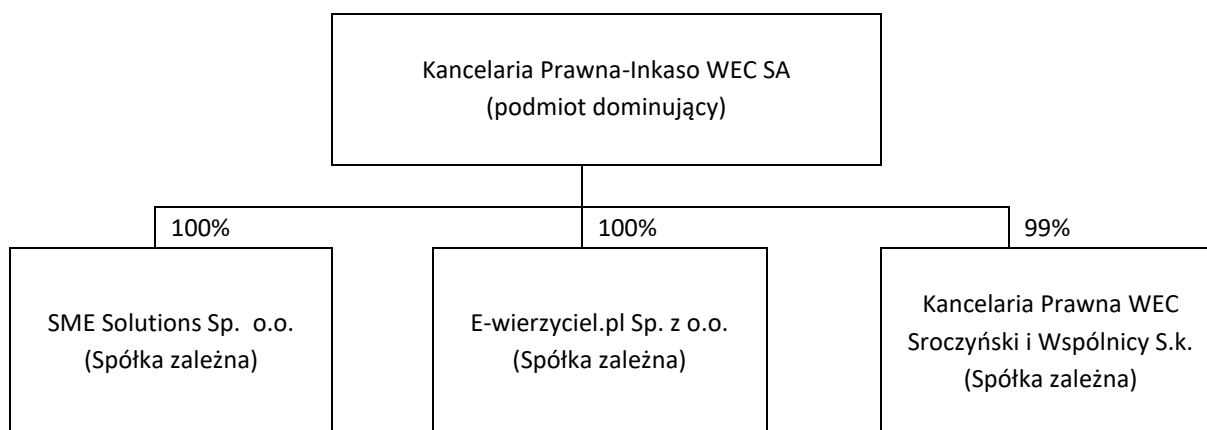 Kancelaria Prawna-Inkaso WEC SA
(podmiot dominujący)
100%
100%
99%
SME Solutions Sp.  o.o.
(Spółka zależna)
E-wierzyciel.pl Sp. z o.o.
(Spółka zależna)
Kancelaria Prawna WEC
Sroczyński i Wspólnicy S.k.
(Spółka zależna)